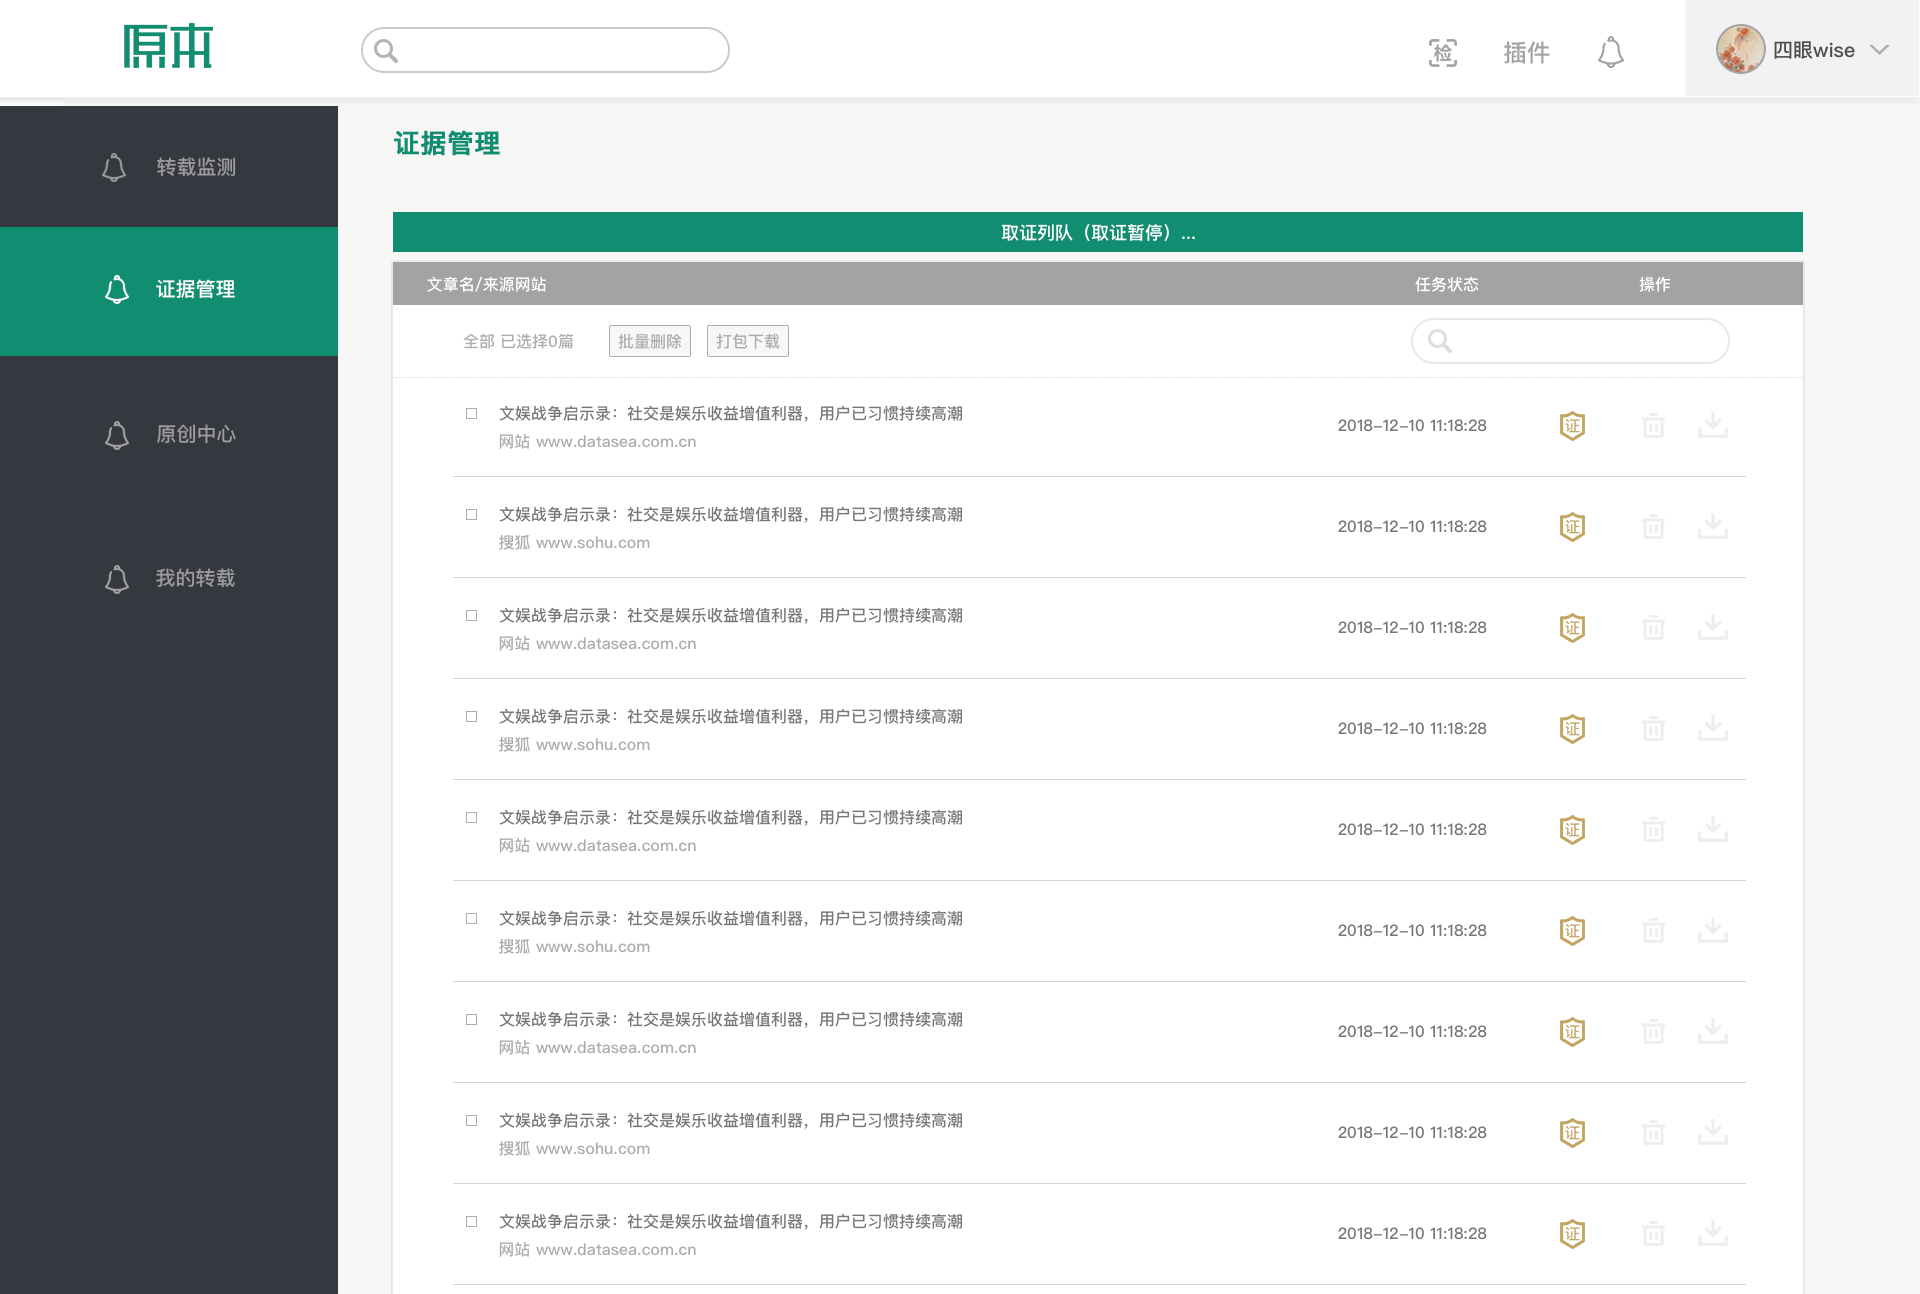 原本
检
插件
四眼wise
转载监测
证据管理
原创中心
我的转载
证据管理
取证列队（取证暂停）...
文章名/来源网站 任务状态 操作
全部 已选择0篇 批量删除 打包下载
文娱战争启示录：社交是娱乐收益增值利器，用户已习惯持续高潮
网站 www.datasea.com.cn
2018-12-10 11:18:28 证
文娱战争启示录：社交是娱乐收益增值利器，用户已习惯持续高潮
搜狐 www.sohu.com
2018-12-10 11:18:28 证
文娱战争启示录：社交是娱乐收益增值利器，用户已习惯持续高潮
网站 www.datasea.com.cn
2018-12-10 11:18:28 证
文娱战争启示录：社交是娱乐收益增值利器，用户已习惯持续高潮
搜狐 www.sohu.com
2018-12-10 11:18:28 证
文娱战争启示录：社交是娱乐收益增值利器，用户已习惯持续高潮
网站 www.datasea.com.cn
2018-12-10 11:18:28 证
文娱战争启示录：社交是娱乐收益增值利器，用户已习惯持续高潮
搜狐 www.sohu.com
2018-12-10 11:18:28 证
文娱战争启示录：社交是娱乐收益增值利器，用户已习惯持续高潮
网站 www.datasea.com.cn
2018-12-10 11:18:28 证
文娱战争启示录：社交是娱乐收益增值利器，用户已习惯持续高潮
搜狐 www.sohu.com
2018-12-10 11:18:28 证
文娱战争启示录：社交是娱乐收益增值利器，用户已习惯持续高潮
网站 www.datasea.com.cn
2018-12-10 11:18:28 证